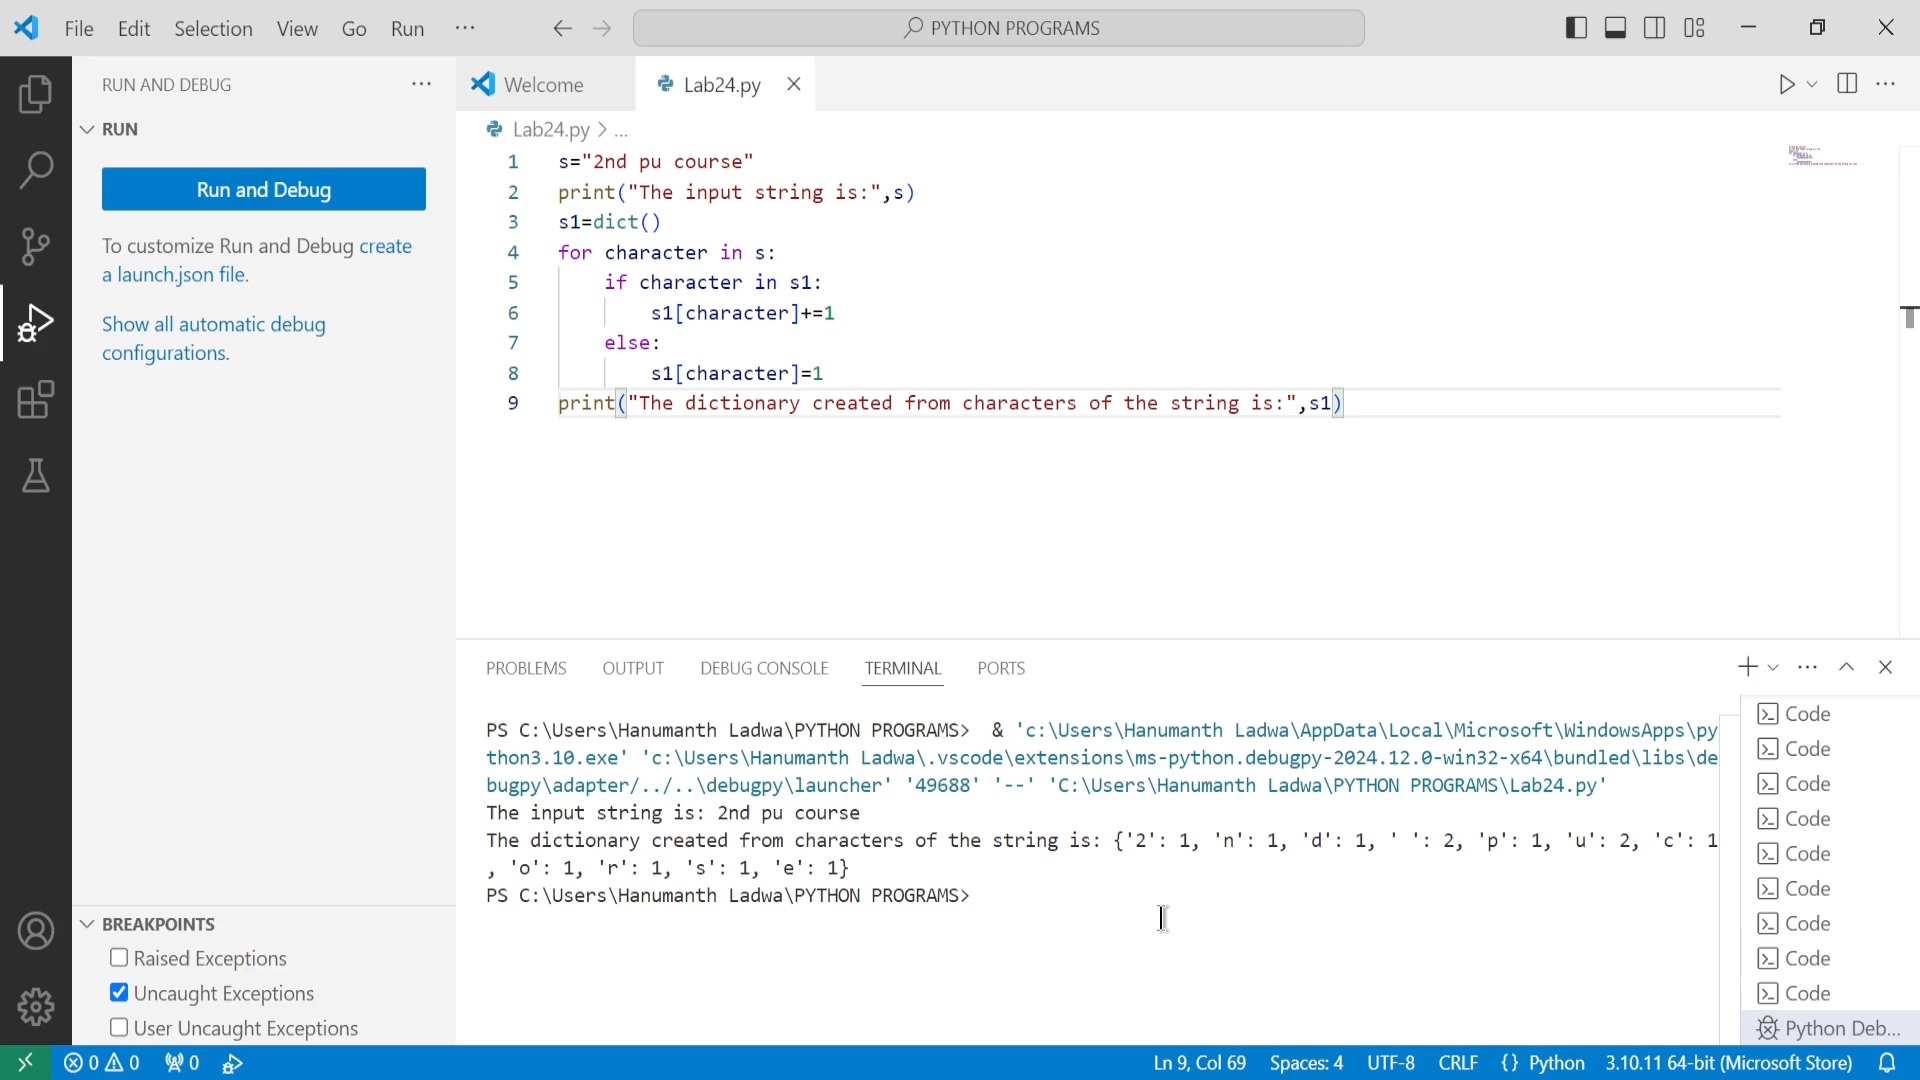 File Edit Selection View Go Run ... PYTHON PROGRAMS
RUN AND DEBUG ...
RUN
Run and Debug
To customize Run and Debug create
a launch.json file.
Show all automatic debug
configurations.
BREAKPOINTS
Raised Exceptions
Uncaught Exceptions
User Uncaught Exceptions
Welcome Lab24.py
Lab24.py > ...
1 s="2nd pu course"
2 print("The input string is:",s)
3 s1=dict()
4 for character in s:
5 if character in s1:
6 s1[character]+=1
7 else:
8 s1[character]=1
9 print("The dictionary created from characters of the string is:",s1)
PROBLEMS OUTPUT DEBUG CONSOLE TERMINAL PORTS
PS C:\Users\Hanumanth Ladwa\PYTHON PROGRAMS>  & 'c:\Users\Hanumanth Ladwa\AppData\Local\Microsoft\WindowsApps\py
thon3.10.exe' 'c:\Users\Hanumanth Ladwa\.vscode\extensions\ms-python.debugpy-2024.12.0-win32-x64\bundled\libs\de
bugpy\adapter/../..\debugpy\launcher' '49688' '--' 'C:\Users\Hanumanth Ladwa\PYTHON PROGRAMS\Lab24.py'
The input string is: 2nd pu course
The dictionary created from characters of the string is: {'2': 1, 'n': 1, 'd': 1, ' ': 2, 'p': 1, 'u': 2, 'c': 1
, 'o': 1, 'r': 1, 's': 1, 'e': 1}
PS C:\Users\Hanumanth Ladwa\PYTHON PROGRAMS>
Code
Code
Code
Code
Code
Code
Code
Code
Code
Python Deb...
0 0 0 Ln 9, Col 69 Spaces: 4 UTF-8 CRLF {} Python 3.10.11 64-bit (Microsoft Store)